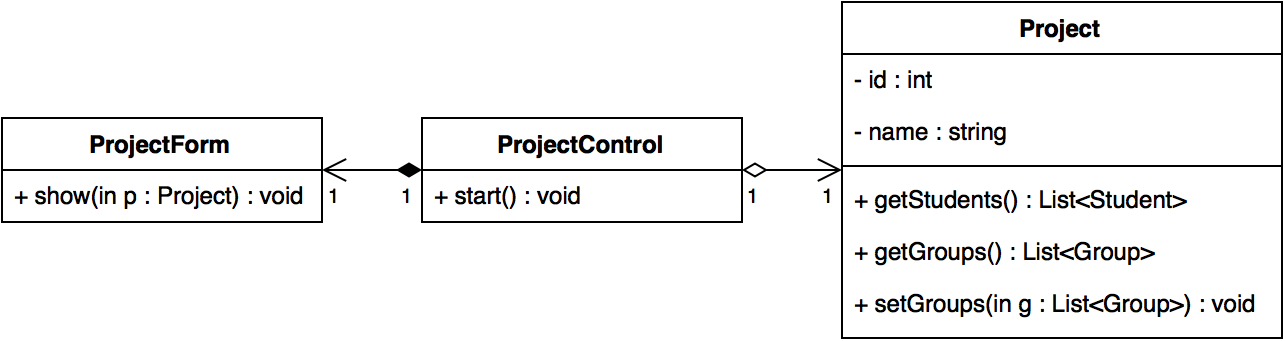 ProjectForm
+ show(in p : Project) : void
1
1
ProjectControl
+ start() : void
1
1
Project
- id : int
- name : string
+ getStudents() : List<Student>
+ getGroups() : List<Group>
+ setGroups(in g : List<Group>) : void